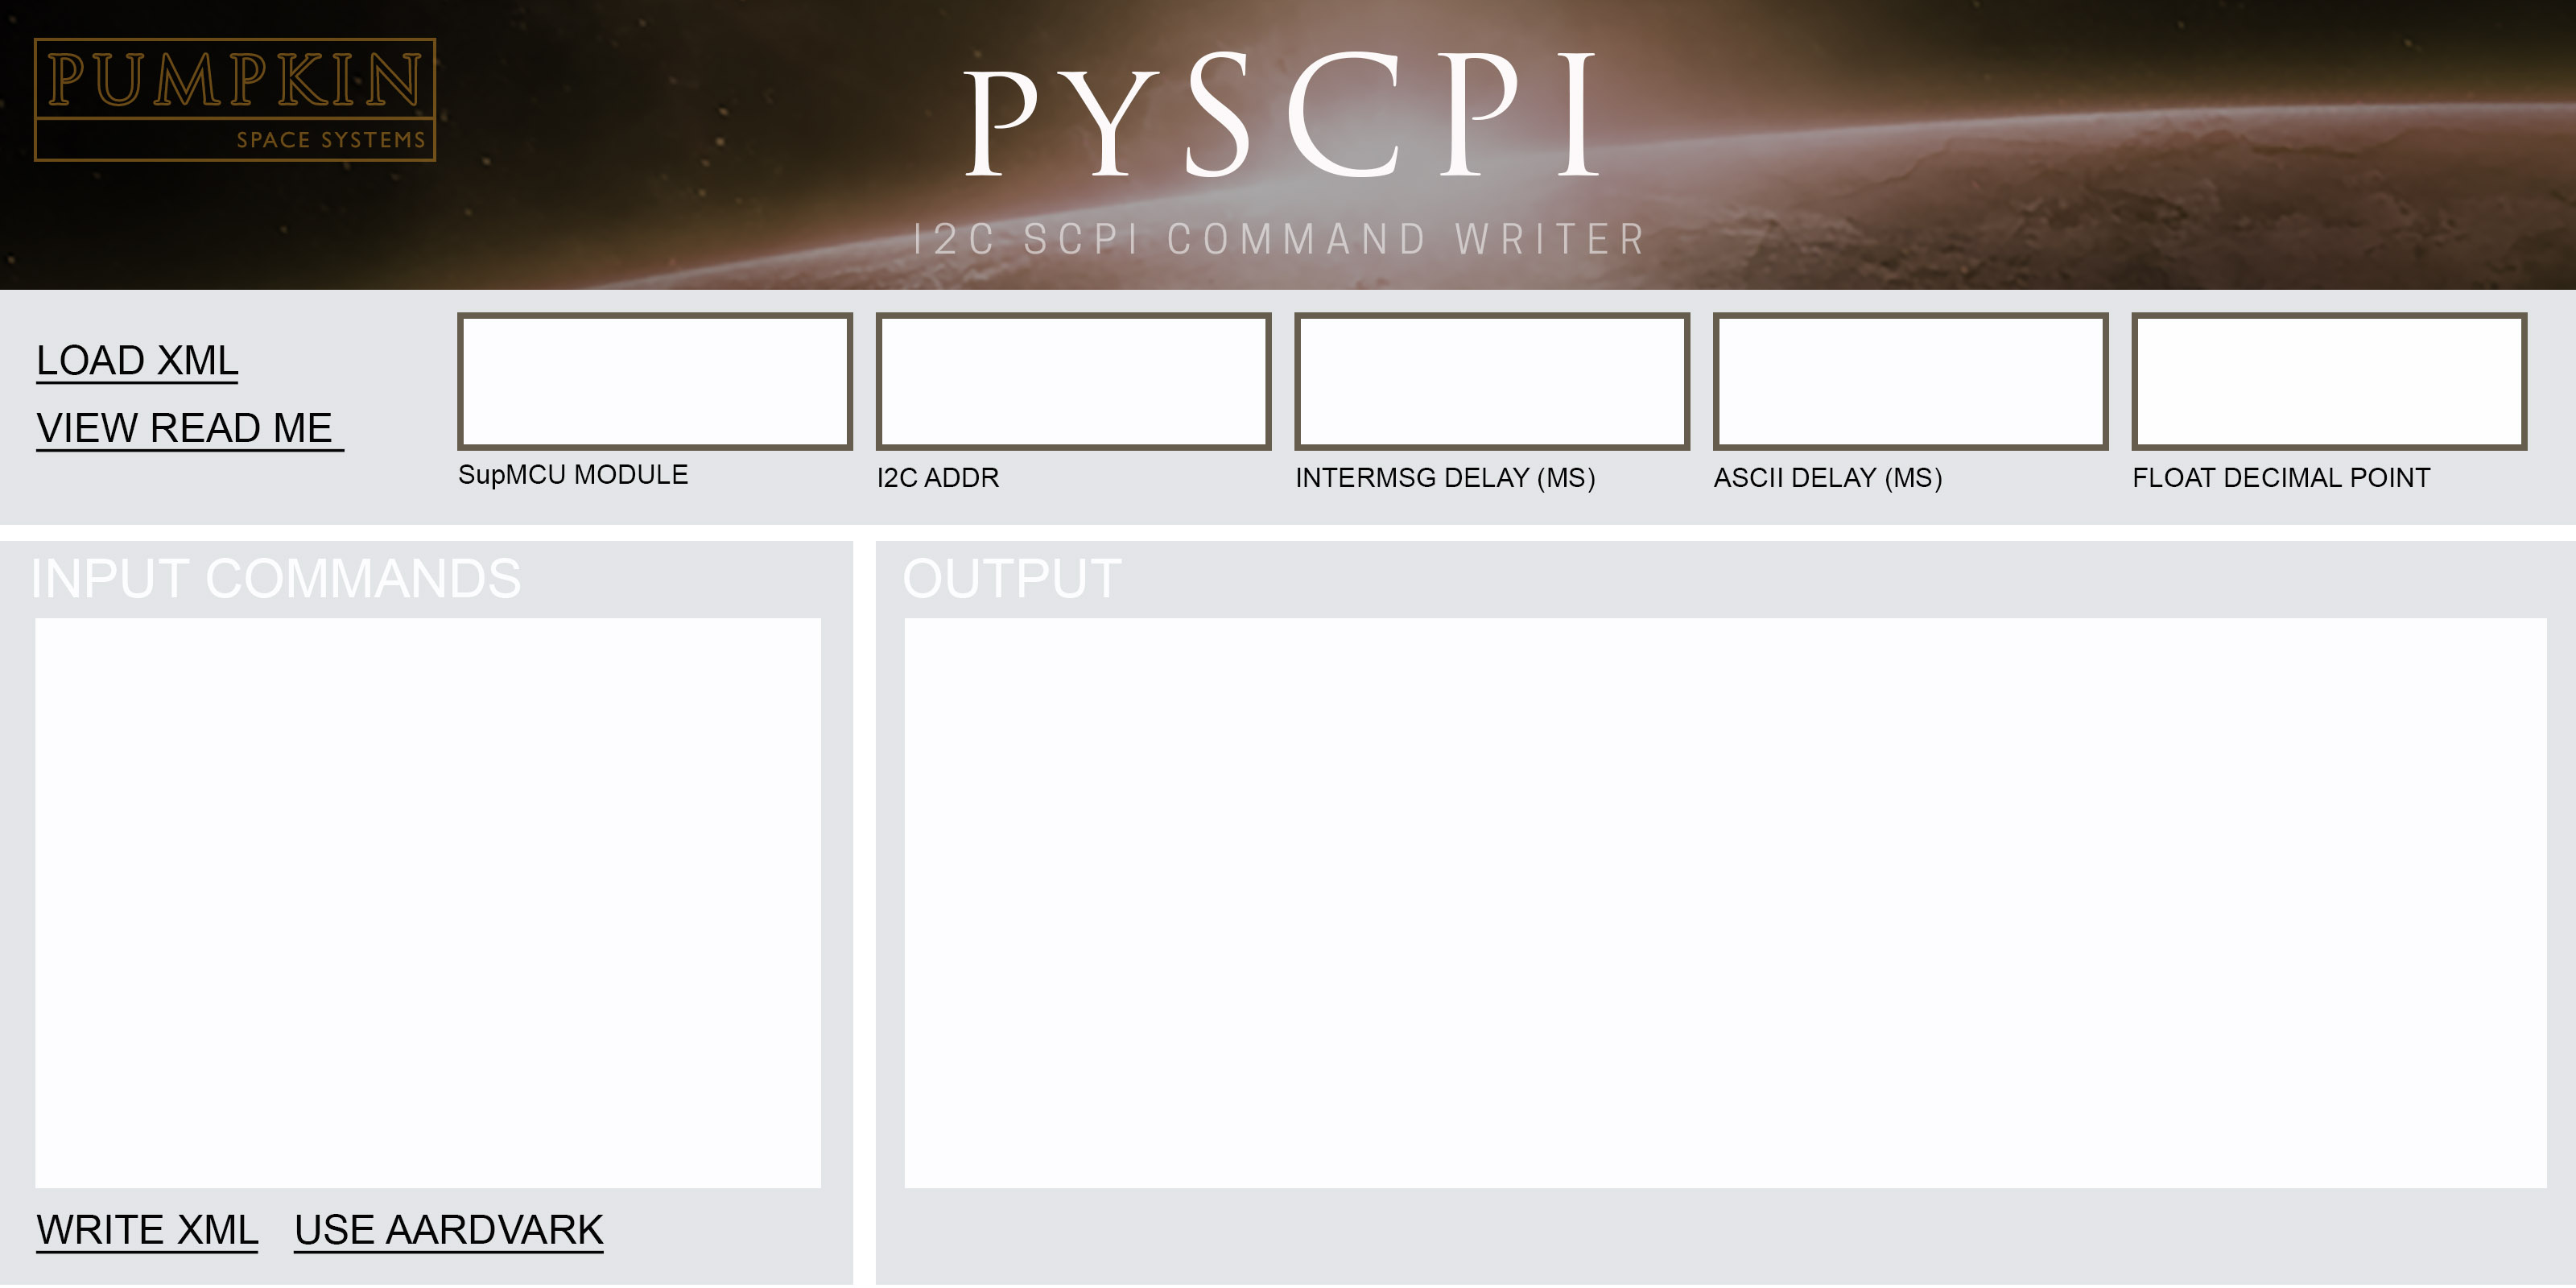 PUMPKIN
SPACE SYSTEMS
PYSCPI
I2C SCPI COMMAND WRITER
LOAD XML
VIEW READ ME
SupMCU MODULE
I2C ADDR
INTERMSG DELAY (MS)
ASCII DELAY (MS)
FLOAT DECIMAL POINT
INPUT COMMANDS
OUTPUT
WRITE XML
USE AARDVARK